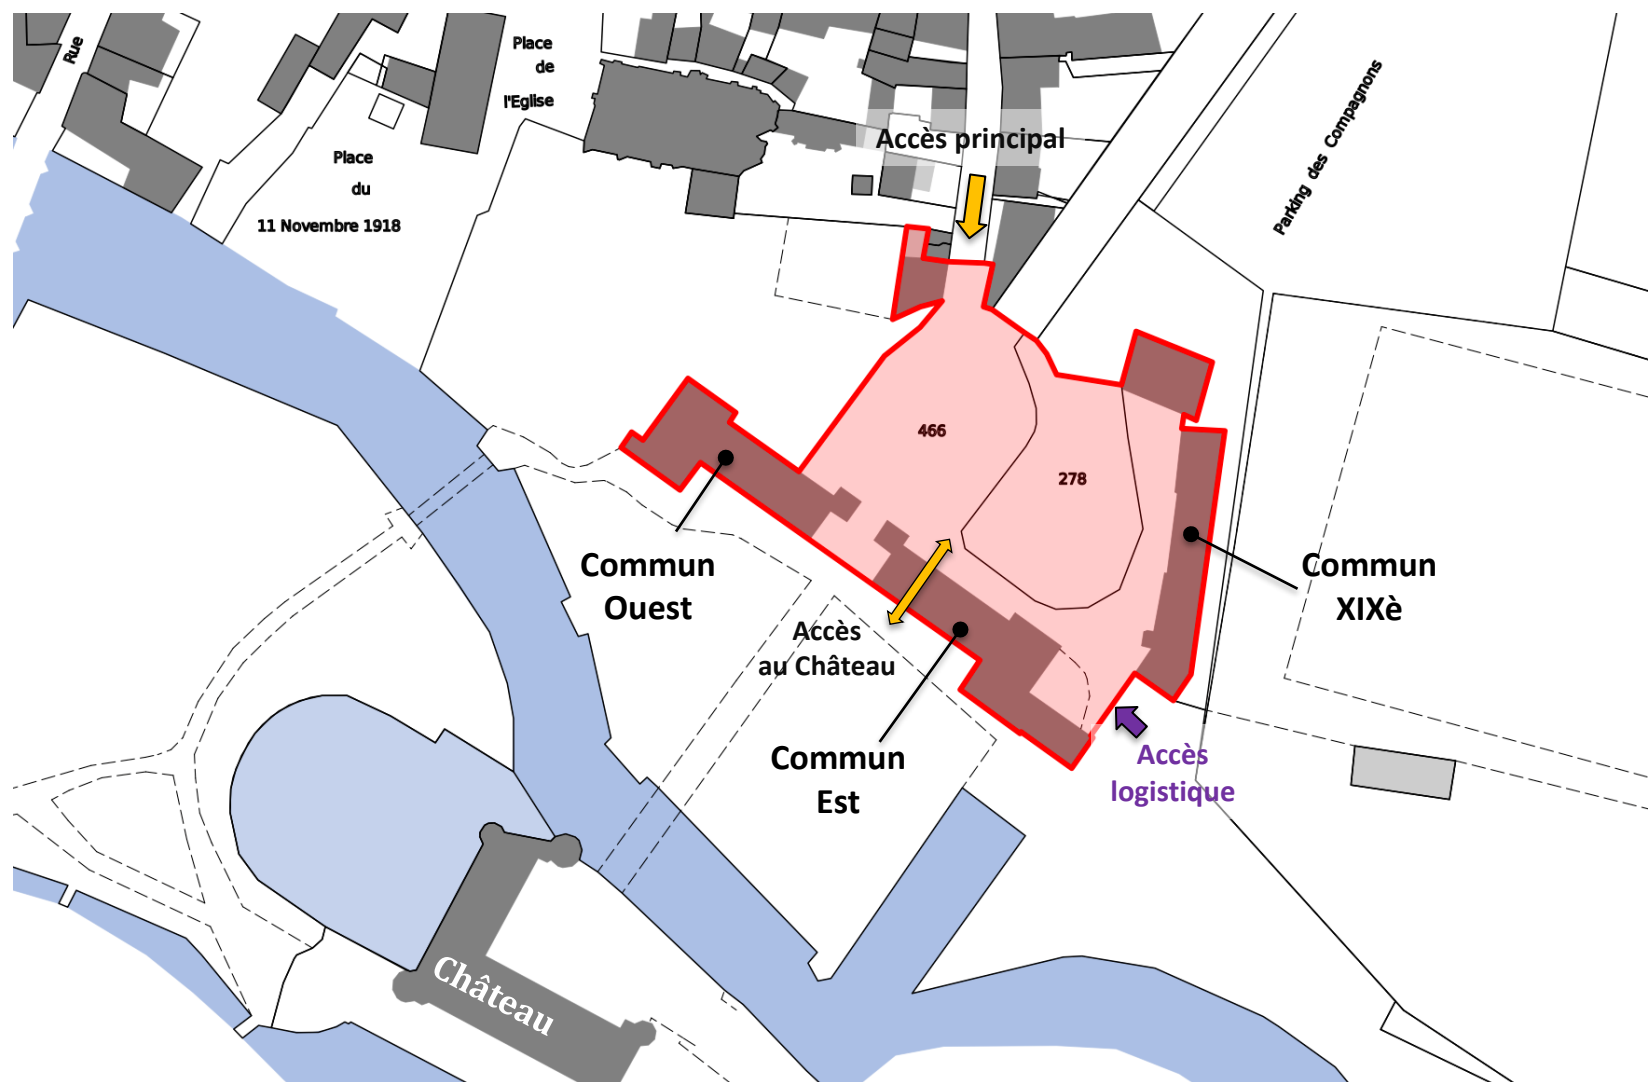 Rue
Place
de
l'Eglise
Place
du
11 Novembre 1918
Accès principal
Parking des Compagnons
466
278
Commun
Ouest
Commun
XIXè
Accès
au Château
Commun
Est
Accès
logistique
Château